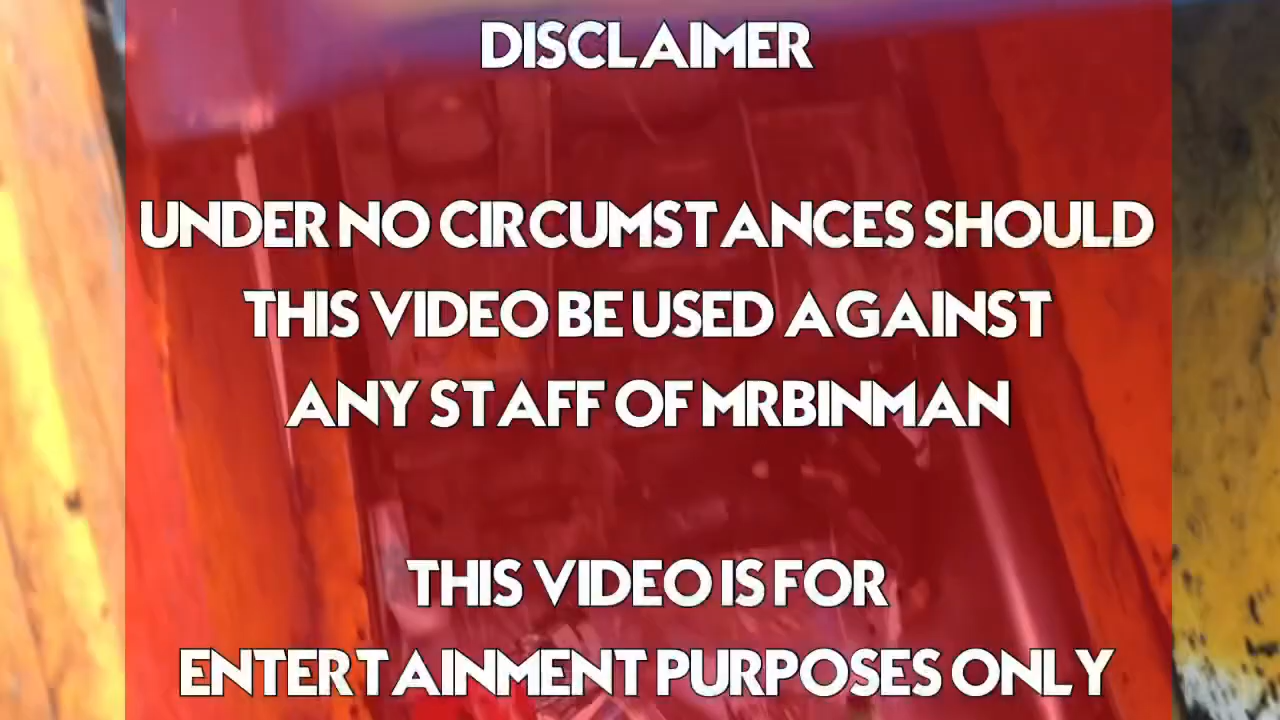 DISCLAIMER
UNDER NO CIRCUMSTANCES SHOULD
THIS VIDEO BE USED AGAINST
ANY STAFF OF MRBINMAN
THIS VIDEO IS FOR
ENTERTAINMENT PURPOSES ONLY